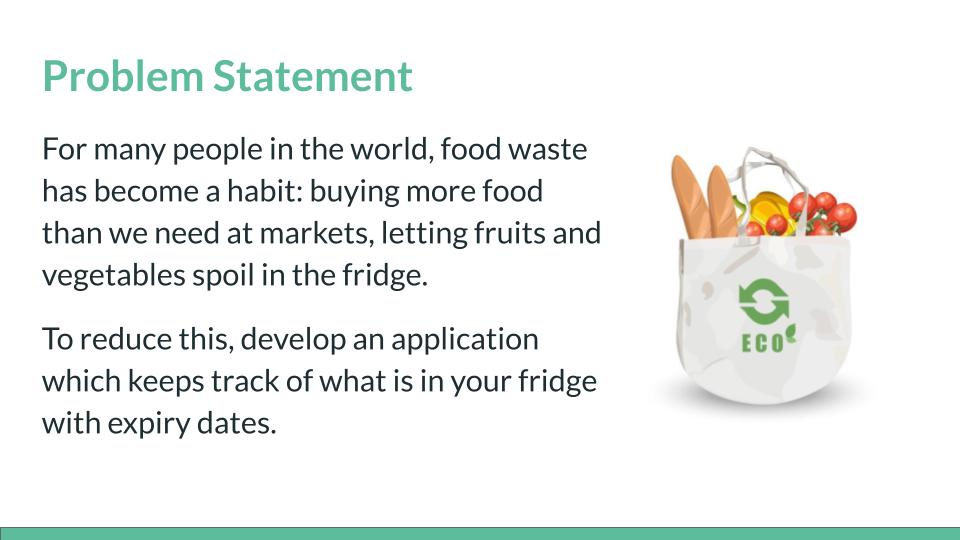 Problem Statement
For many people in the world, food waste
has become a habit: buying more food
than we need at markets, letting fruits and
vegetables spoil in the fridge.
To reduce this, develop an application
which keeps track of what is in your fridge
with expiry dates.
ECO